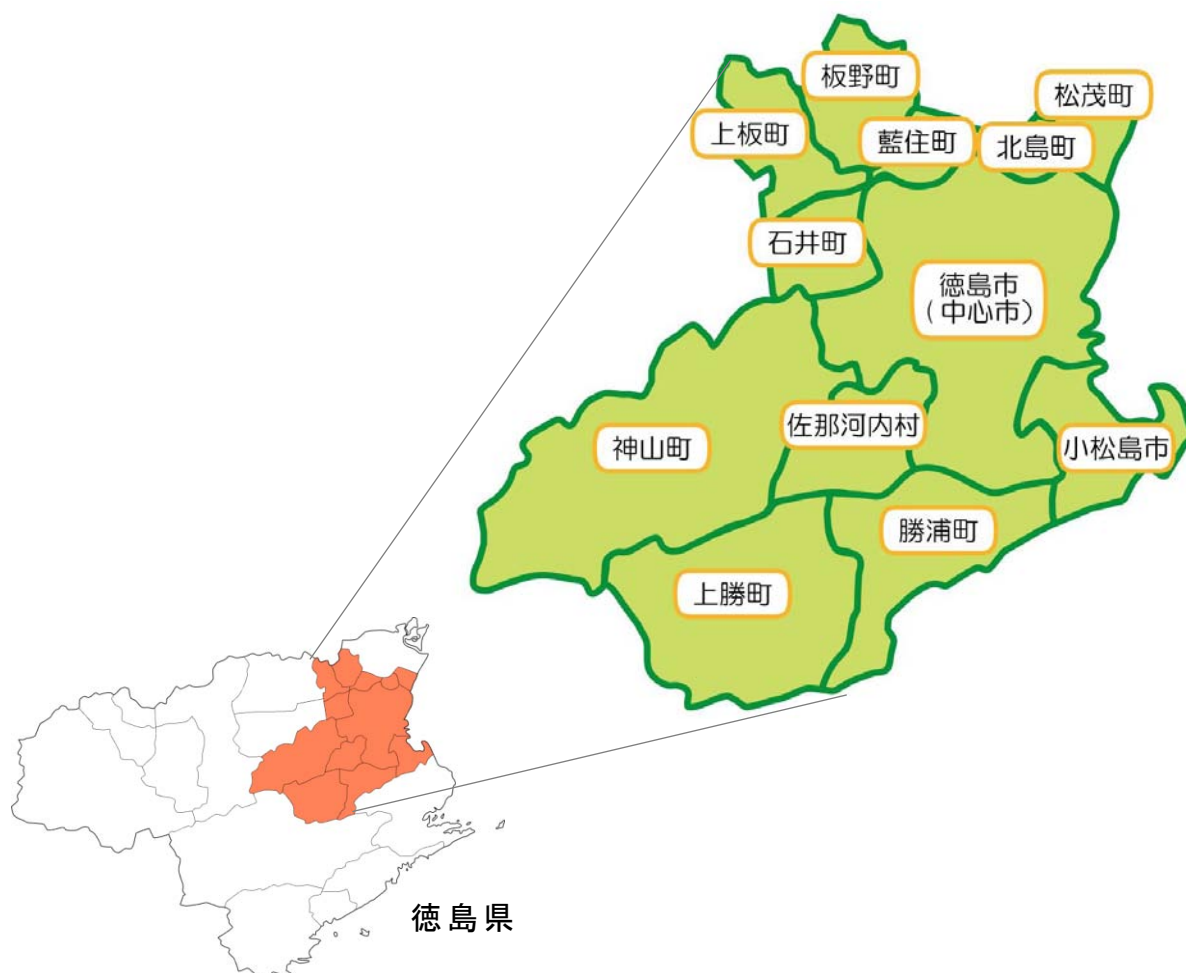 板野町
松茂町
上板町
藍住町
北島町
石井町
徳島市
(中心市)
佐那河内村
神山町
小松島市
勝浦町
上勝町
徳島県